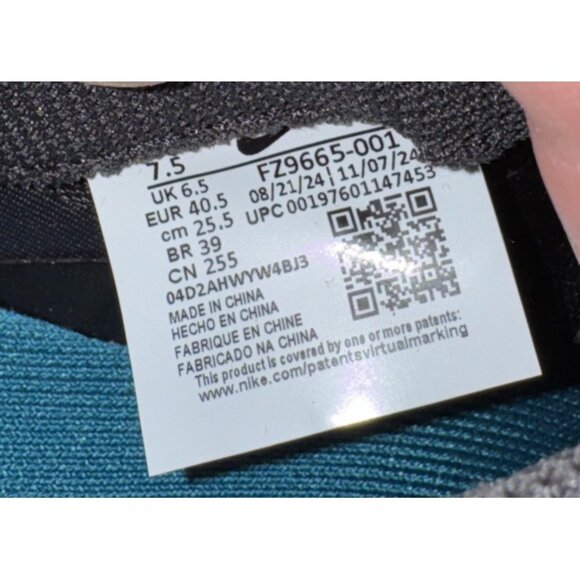 7.5
UK 6.5
EUR 40.5
cm 25.5
BR 39
CN 255
FZ9665-001
08/21/24 | 11/07/24
UPC 00197601147453
04D2AHWYW4BJ3
MADE IN CHINA
HECHO EN CHINA
FABRIQUE EN CHINE
FABRICADO NA CHINA
This product is covered by one or more patents:
www.nike.com/patentsvirtualmarking